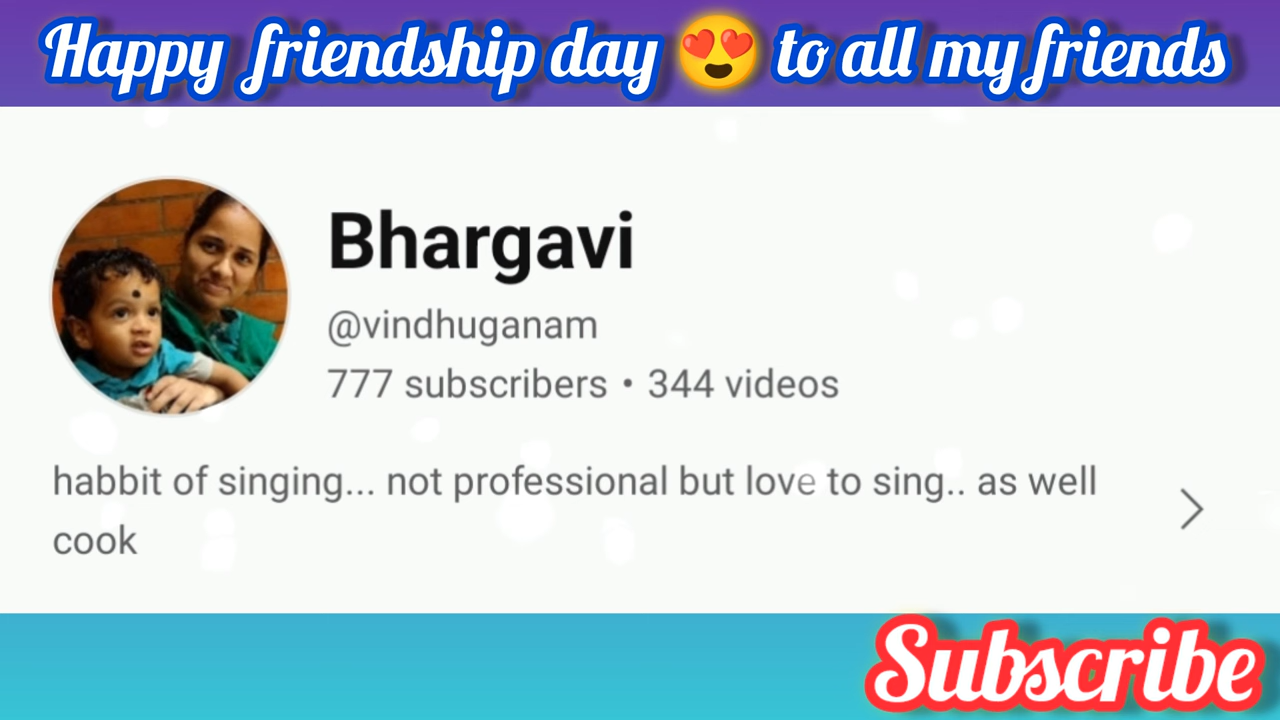 Happy friendship day 😍 to all my friends
Bhargavi
@vindhuganam
777 subscribers • 344 videos
habbit of singing... not professional but love to sing.. as well
cook
Subscribe